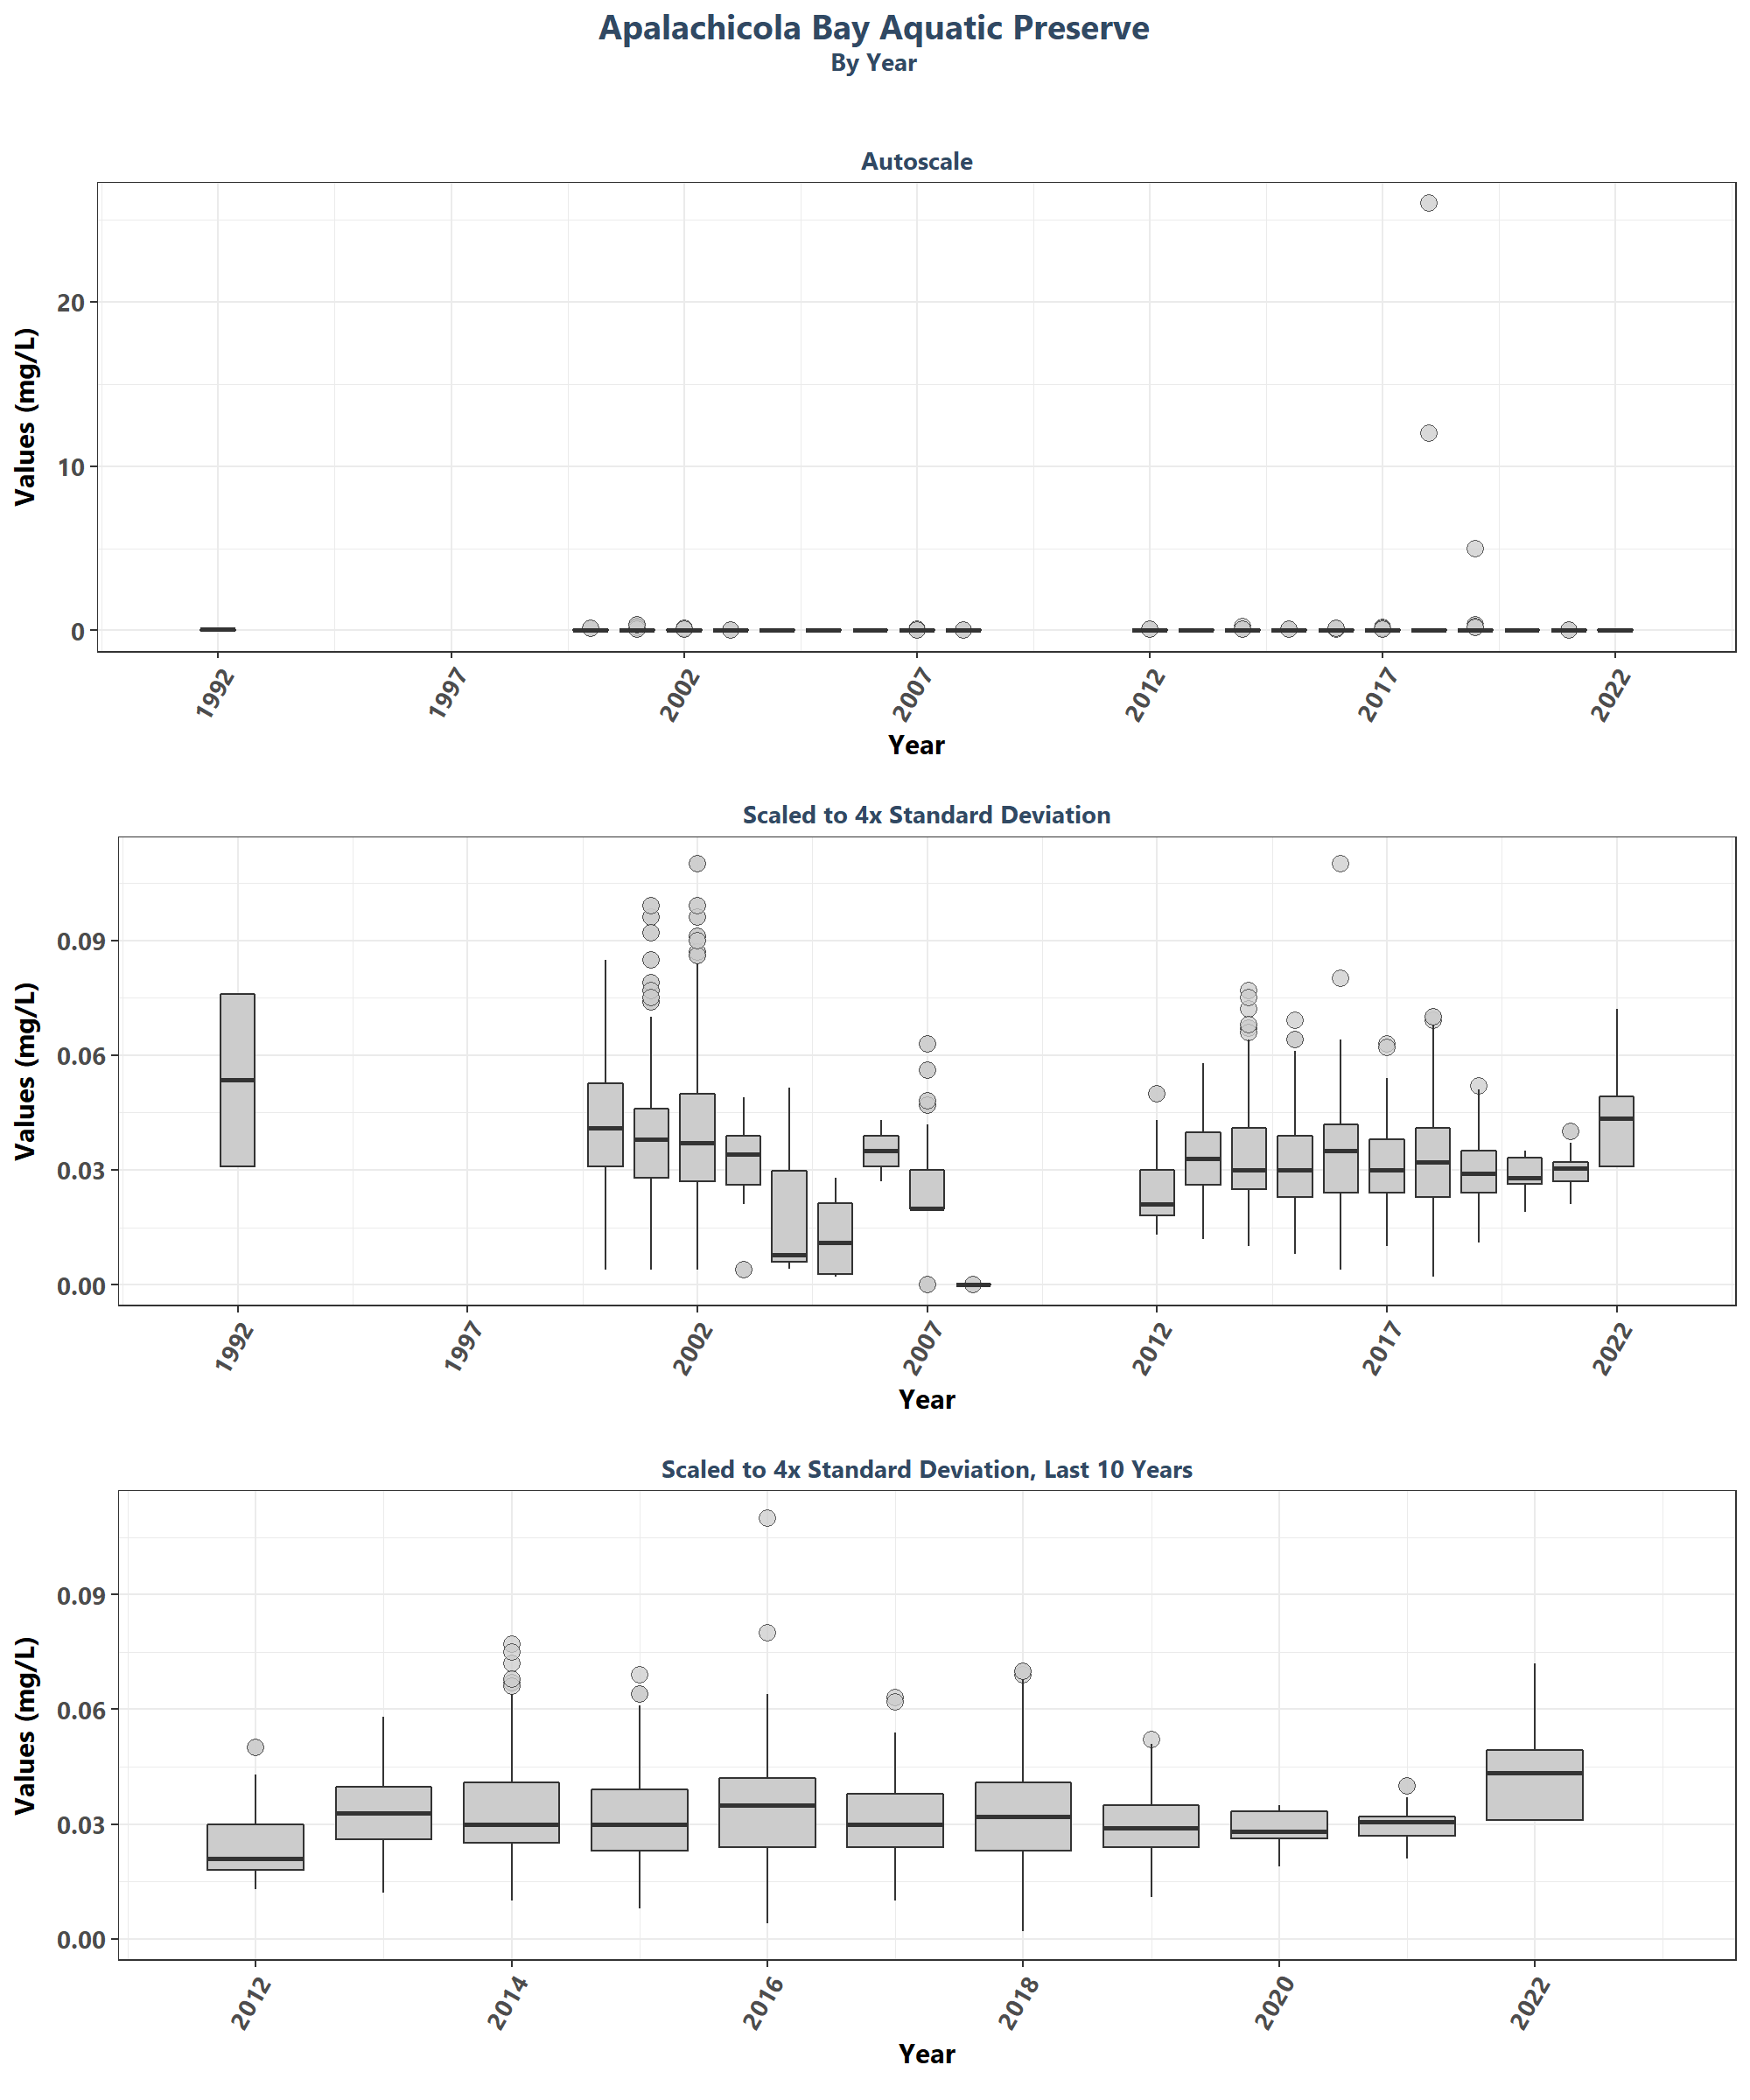 Apalachicola Bay Aquatic Preserve
By Year
Autoscale
Values (mg/L)
20
10
0
1992 1997 2002 2007 2012 2017 2022
Year
Scaled to 4x Standard Deviation
Values (mg/L)
0.09
0.06
0.03
0.00
1992 1997 2002 2007 2012 2017 2022
Year
Scaled to 4x Standard Deviation, Last 10 Years
Values (mg/L)
0.09
0.06
0.03
0.00
2012 2014 2016 2018 2020 2022
Year